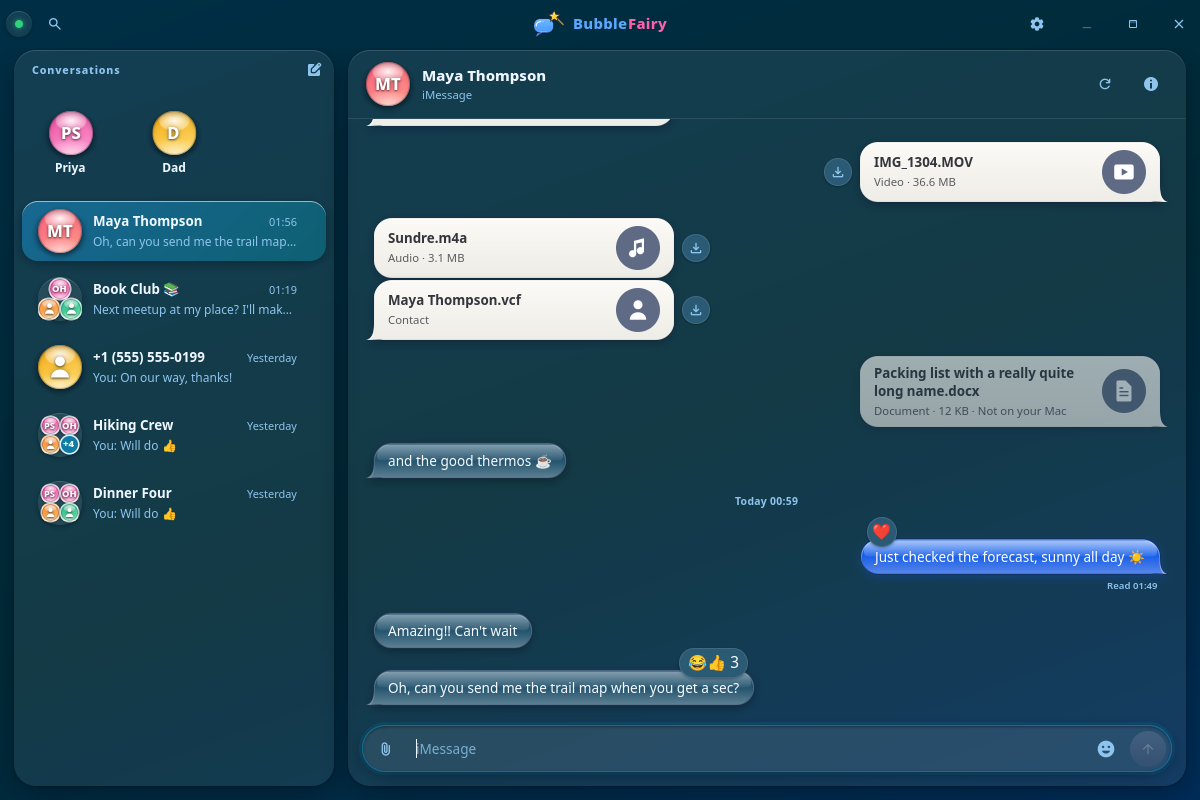 BubbleFairy
Conversations
PS
Priya
D
Dad
MT
Maya Thompson
01:56
Oh, can you send me the trail map...
OH
Book Club 📚
01:19
Next meetup at my place? I'll mak...
+1 (555) 555-0199
Yesterday
You: On our way, thanks!
PS OH
+4
Hiking Crew
Yesterday
You: Will do 👍
PS OH
Dinner Four
Yesterday
You: Will do 👍
MT
Maya Thompson
iMessage
IMG_1304.MOV
Video · 36.6 MB
Sundre.m4a
Audio · 3.1 MB
Maya Thompson.vcf
Contact
Packing list with a really quite
long name.docx
Document · 12 KB · Not on your Mac
and the good thermos ☕
Today 00:59
❤️
Just checked the forecast, sunny all day ☀️
Read 01:49
Amazing!! Can't wait
😂👍 3
Oh, can you send me the trail map when you get a sec?
iMessage